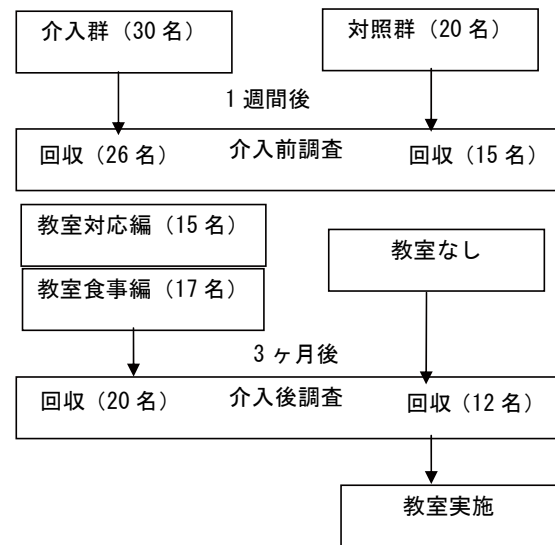 介入群（30 名）
対照群（20 名）
1 週間後
回収（26 名）
介入前調査
回収（15 名）
教室対応編（15 名）
教室なし
教室食事編（17 名）
3 ヶ月後
回収（20 名）
介入後調査
回収（12 名）
教室実施